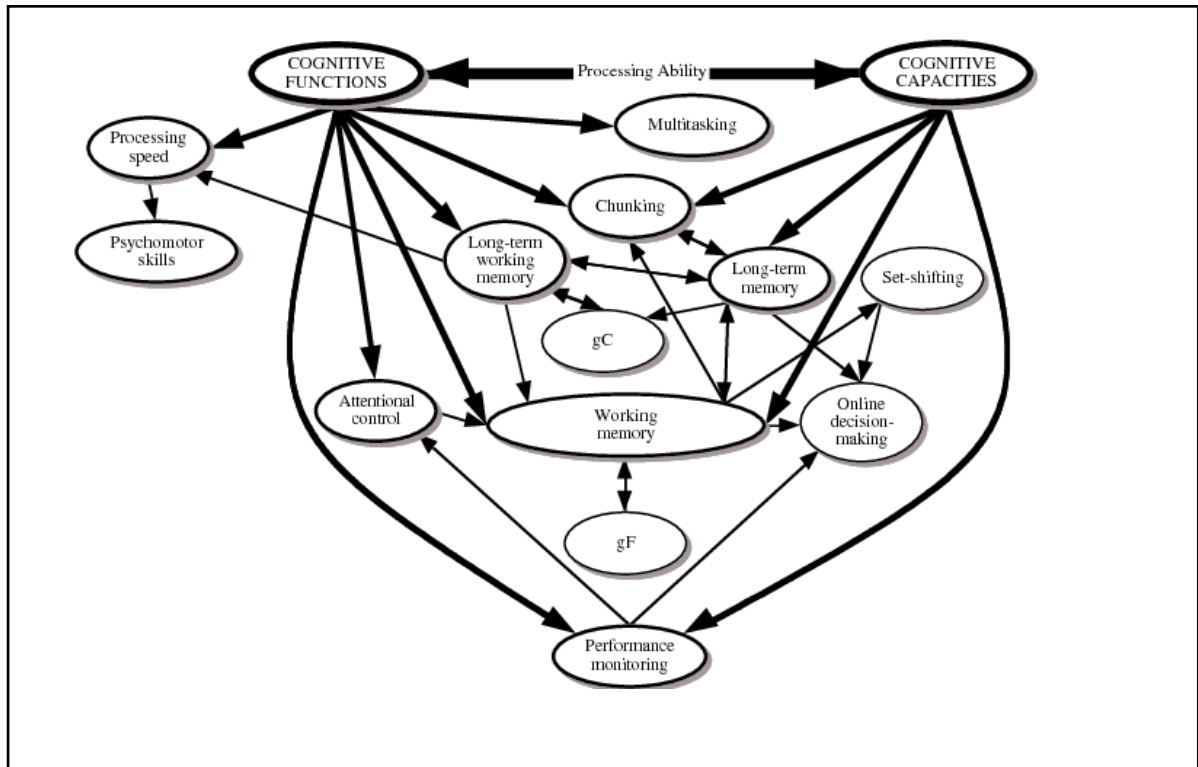 COGNITIVE
FUNCTIONS
Processing Ability
COGNITIVE
CAPACITIES
Multitasking
Processing
speed
Chunking
Psychomotor
skills
Long-term
working
memory
Long-term
memory
Set-shifting
gC
Attentional
control
Working
memory
Online
decision-
making
gF
Performance
monitoring